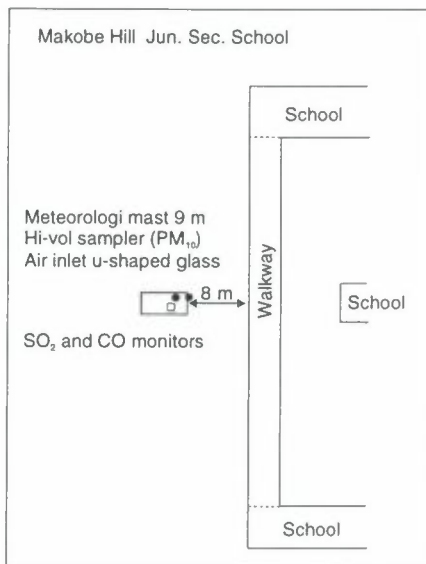 Makobe Hill Jun. Sec. School
School
Meteorologi mast 9 m
Hi-vol sampler (PM₁₀)
Air inlet u-shaped glass
8 m
Walkway
School
SO₂ and CO monitors
School